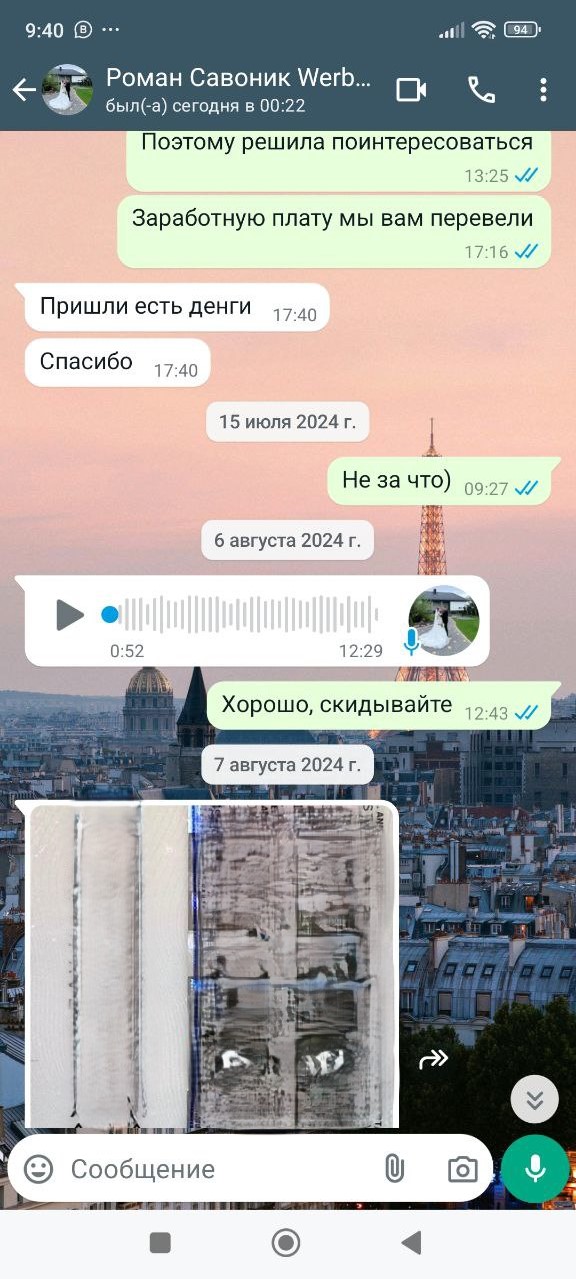 9:40
94
Роман Савоник Werb...
был(-а) сегодня в 00:22
Поэтому решила поинтересоваться
13:25
Заработную плату мы вам перевели
17:16
Пришли есть денги
17:40
Спасибо
17:40
15 июля 2024 г.
Не за что)
09:27
6 августа 2024 г.
0:52
12:29
Хорошо, скидывайте
12:43
7 августа 2024 г.
Сообщение